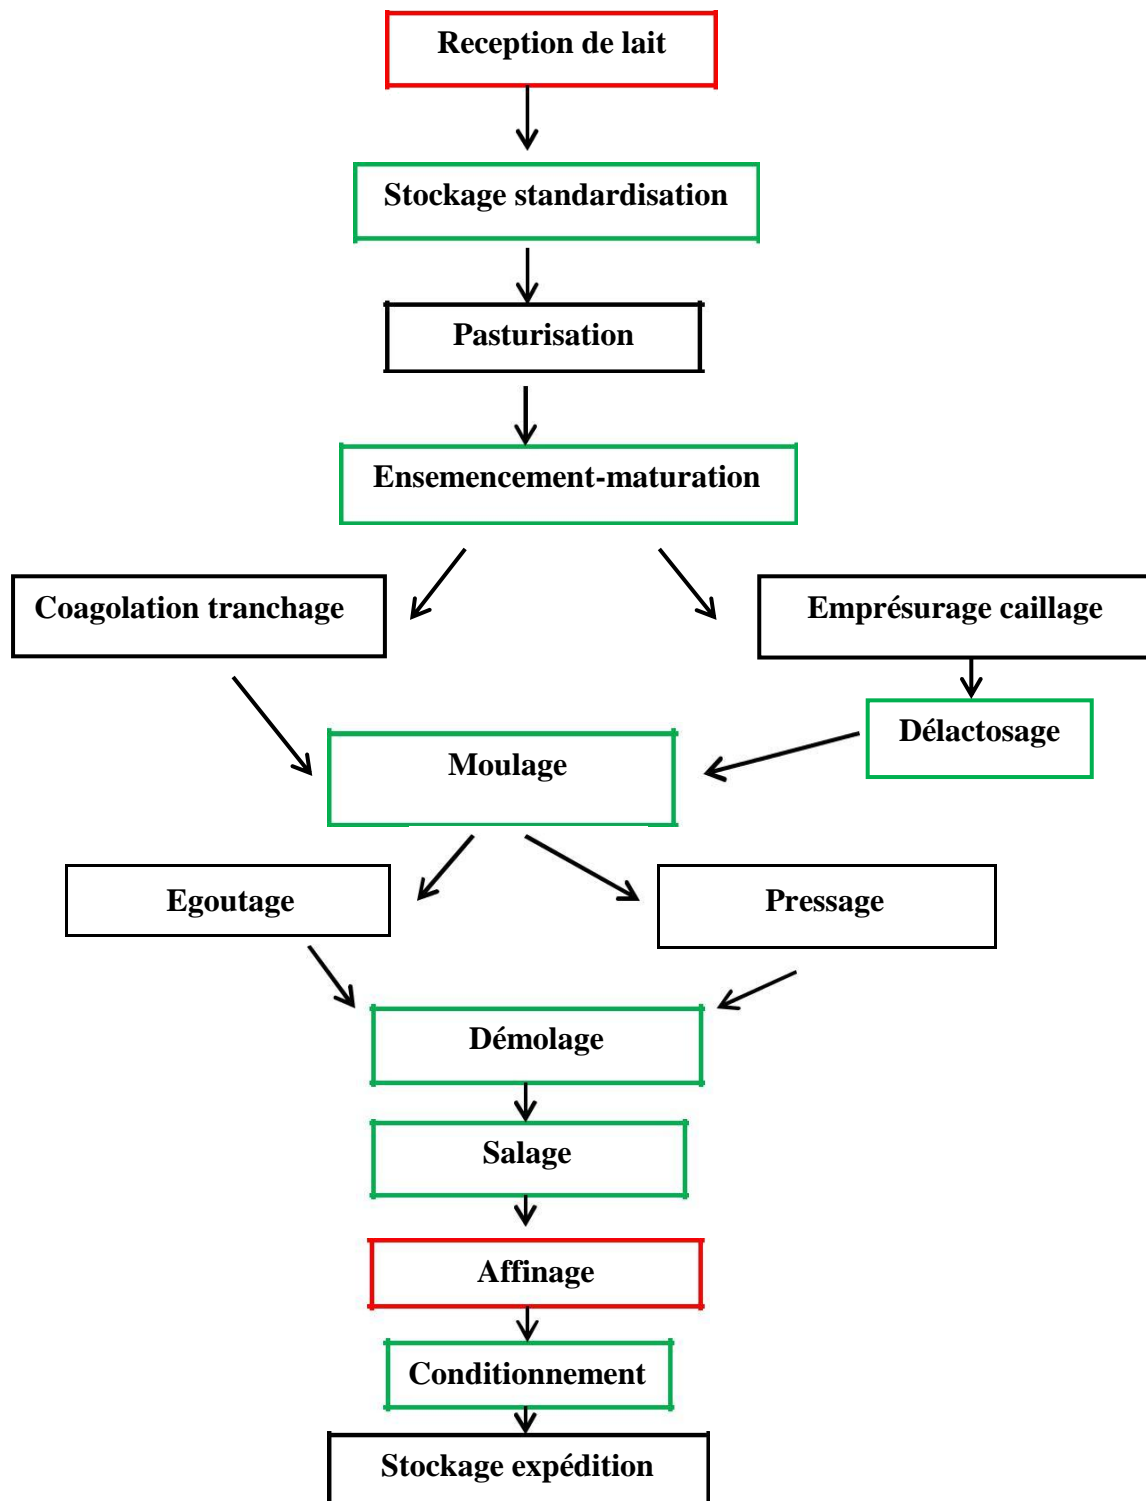 Reception de lait
Stockage standardisation
Pasturisation
Ensemencement-maturation
Coagolation tranchage
Emprésurage caillage
Délactosage
Moulage
Egoutage
Pressage
Démolage
Salage
Affinage
Conditionnement
Stockage expédition